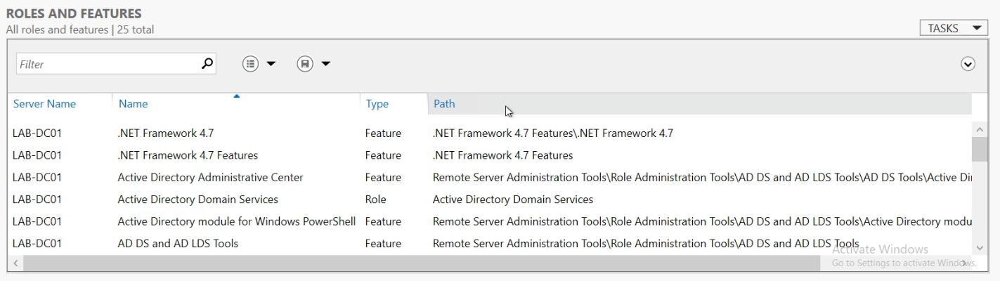 ROLES AND FEATURES
All roles and features | 25 total
TASKS
Filter
Server Name Name Type Path
LAB-DC01 .NET Framework 4.7 Feature .NET Framework 4.7 Features\.NET Framework 4.7
LAB-DC01 .NET Framework 4.7 Features Feature .NET Framework 4.7 Features
LAB-DC01 Active Directory Administrative Center Feature Remote Server Administration Tools\Role Administration Tools\AD DS and AD LDS Tools\AD DS Tools\Active Di
LAB-DC01 Active Directory Domain Services Role Active Directory Domain Services
LAB-DC01 Active Directory module for Windows PowerShell Feature Remote Server Administration Tools\Role Administration Tools\AD DS and AD LDS Tools\Active Directory modu
LAB-DC01 AD DS and AD LDS Tools Feature Remote Server Administration Tools\Role Administration Tools\AD DS and AD LDS Tools
Activate Windows
Go to Settings to activate Windows.